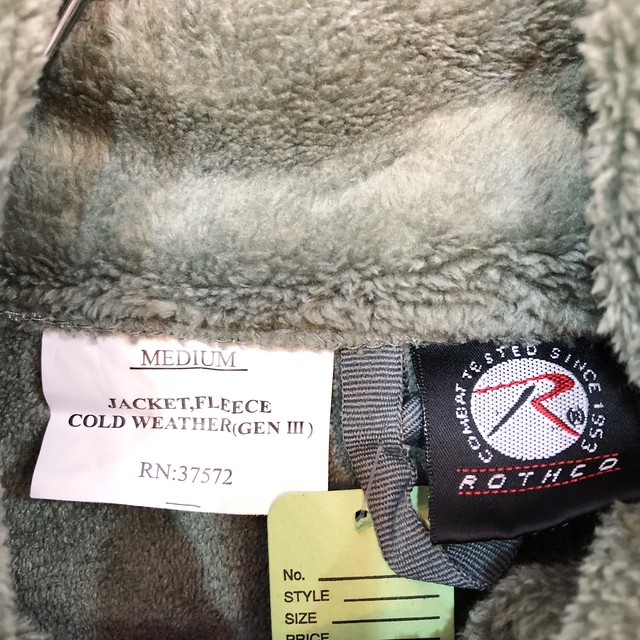 MEDIUM
JACKET,FLEECE
COLD WEATHER(GEN III)
RN:37572
COMBAT TESTED SINCE 1953
R
®
ROTHCO
No.
STYLE
SIZE
PRICE